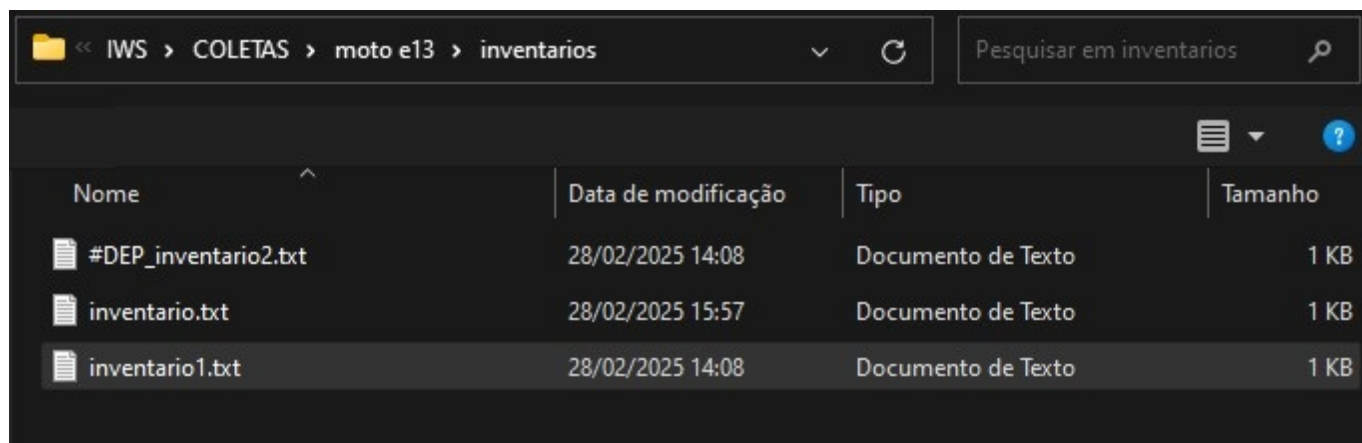 « IWS > COLETAS > moto e13 > inventarios Pesquisar em inventarios
?
Nome Data de modificação Tipo Tamanho
#DEP_inventario2.txt 28/02/2025 14:08 Documento de Texto 1 KB
inventario.txt 28/02/2025 15:57 Documento de Texto 1 KB
inventario1.txt 28/02/2025 14:08 Documento de Texto 1 KB